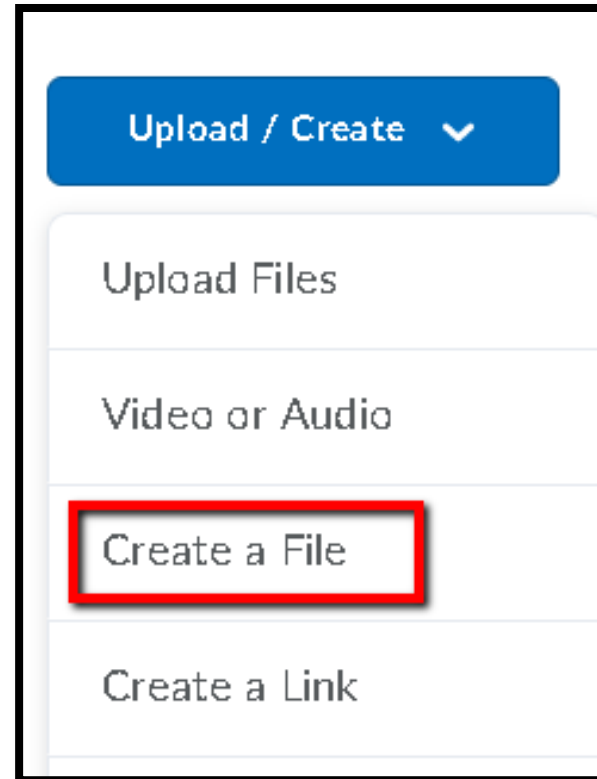 Upload / Create
Upload Files
Video or Audio
Create a File
Create a Link